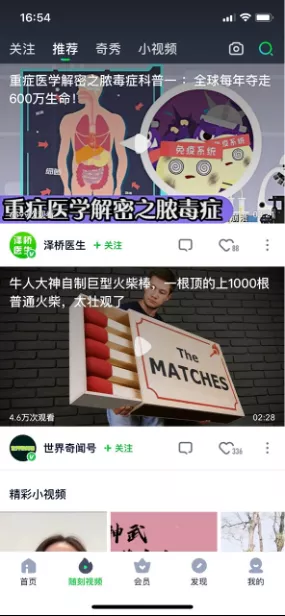 16:54
关注 推荐 奇秀 小视频
重症医学解密之脓毒症科普一：全球每年夺走
600万生命！
免疫系统
重症医学解密之脓毒症
泽桥医生
泽桥医生 + 关注 88
牛人大神自制巨型火柴棒，一根顶的上1000根
普通火柴，太壮观了
The
MATCHES
4.6万次观看 02:28
世界奇闻号 + 关注 336
精彩小视频
神武
首页 随刻视频 会员 发现 我的